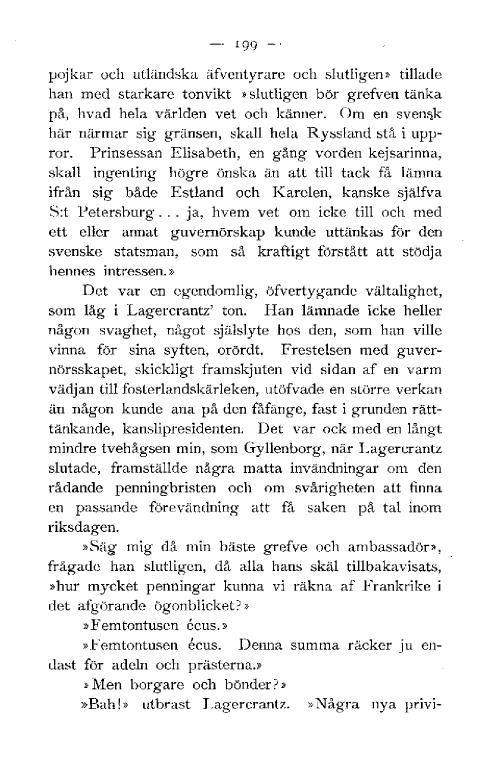 — 199 —
pojkar och utländska äfventyrare och slutligen» tillade
han med starkare tonvikt »slutligen bör grefven tänka
på, hvad hela världen vet och känner. Om en svensk
här närmar sig gränsen, skall hela Ryssland stå i upp-
ror. Prinsessan Elisabeth, en gång vorden kejsarinna,
skall ingenting högre önska än att till tack få lämna
ifrån sig både Estland och Karelen, kanske själfva
S:t Petersburg... ja, hvem vet om icke till och med
ett eller annat guvernörskap kunde uttänkas för den
svenske statsman, som så kraftigt förstått att stödja
hennes intressen.»
Det var en egendomlig, öfvertygande vältalighet,
som låg i Lagercrantz' ton. Han lämnade icke heller
någon svaghet, något själslyte hos den, som han ville
vinna för sina syften, orördt. Frestelsen med guver-
nörsskapet, skickligt framskjuten vid sidan af en varm
vädjan till fosterlandskärleken, utöfvade en större verkan
än någon kunde ana på den fåfänge, fast i grunden rätt-
tänkande, kanslipresidenten. Det var ock med en långt
mindre tvehågsen min, som Gyllenborg, när Lagercrantz
slutade, framställde några matta invändningar om den
rådande penningbristen och om svårigheten att finna
en passande förevändning att få saken på tal inom
riksdagen.
»Säg mig då min bäste grefve och ambassadör»,
frågade han slutligen, då alla hans skäl tillbakavisats,
»hur mycket penningar kunna vi räkna af Frankrike i
det afgörande ögonblicket?»
»Femtontusen écus.»
»Femtontusen écus. Denna summa räcker ju en-
dast för adeln och prästerna.»
»Men borgare och bönder?»
»Bah!» utbrast Lagercrantz. »Några nya privi-